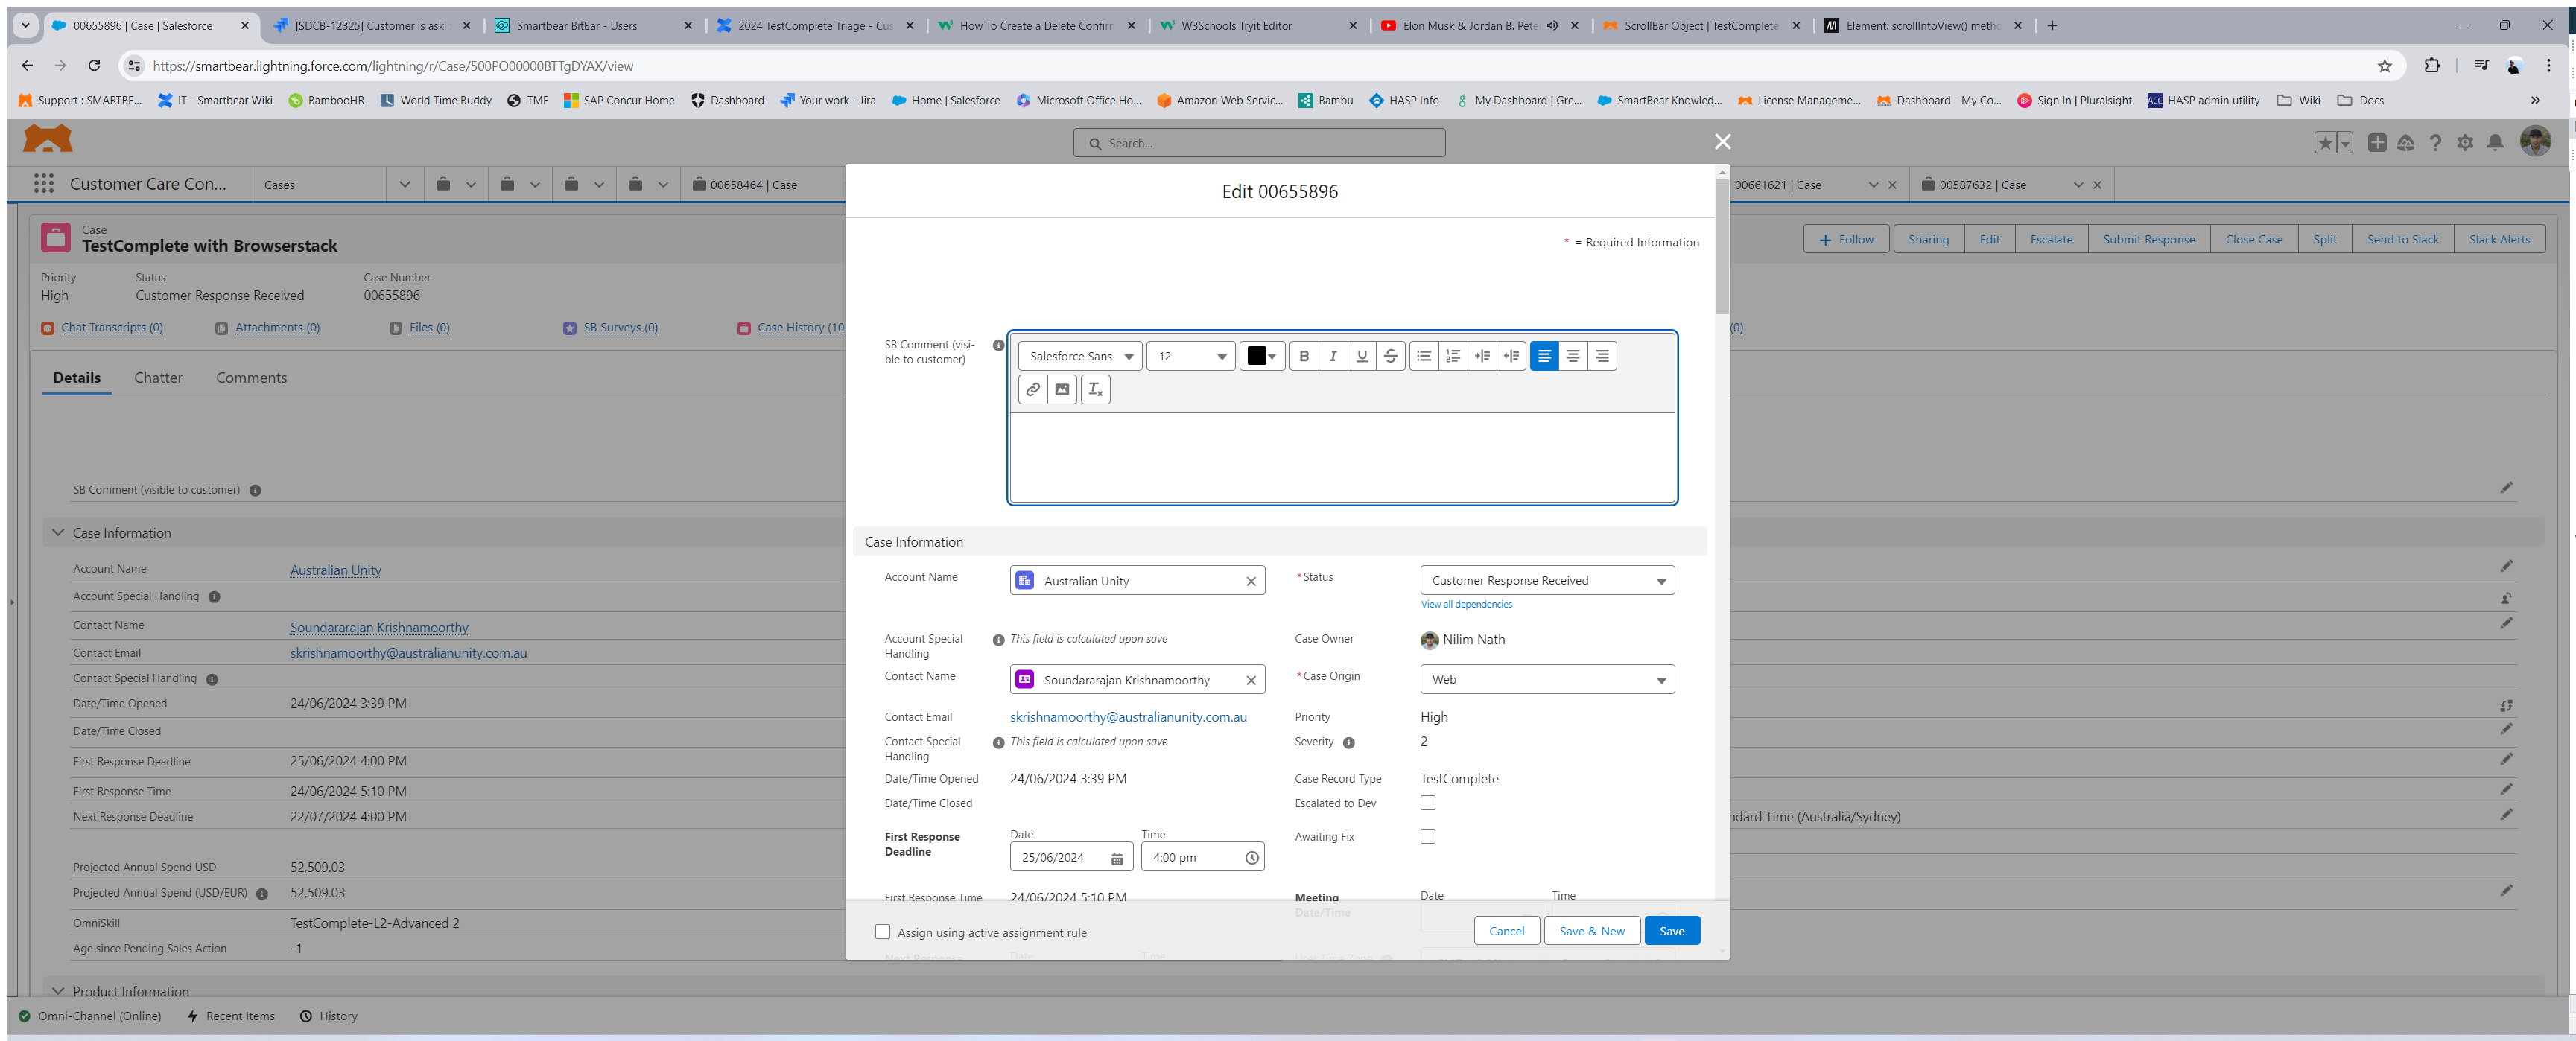 00655896 | Case | Salesforce
[SDCB-12325] Customer is aski
Smartbear BitBar - Users
2024 TestComplete Triage - Cus
How To Create a Delete Confirm
W3Schools Tryit Editor
Elon Musk & Jordan B. Pete
ScrollBar Object | TestComplete
Element: scrollIntoView() metho
https://smartbear.lightning.force.com/lightning/r/Case/500PO00000BTTgDYAX/view
Support : SMARTBE...
IT - Smartbear Wiki
BambooHR
World Time Buddy
TMF
SAP Concur Home
Dashboard
Your work - Jira
Home | Salesforce
Microsoft Office Ho...
Amazon Web Servic...
Bambu
HASP Info
My Dashboard | Gre...
SmartBear Knowled...
License Manageme...
Dashboard - My Co...
Sign In | Pluralsight
ACC
HASP admin utility
Wiki
Docs
Search...
Customer Care Con...
Cases
00658464 | Case
00661621 | Case
00587632 | Case
Case
TestComplete with Browserstack
Follow
Sharing
Edit
Escalate
Submit Response
Close Case
Split
Send to Slack
Slack Alerts
Priority
High
Status
Customer Response Received
Case Number
00655896
Chat Transcripts (0)
Attachments (0)
Files (0)
SB Surveys (0)
Case History (10
(0)
Details
Chatter
Comments
SB Comment (visible to customer)
Case Information
Account Name
Australian Unity
Account Special Handling
Contact Name
Soundararajan Krishnamoorthy
Contact Email
skrishnamoorthy@australianunity.com.au
Contact Special Handling
Date/Time Opened
24/06/2024 3:39 PM
Date/Time Closed
First Response Deadline
25/06/2024 4:00 PM
First Response Time
24/06/2024 5:10 PM
Next Response Deadline
22/07/2024 4:00 PM
ndard Time (Australia/Sydney)
Projected Annual Spend USD
52,509.03
Projected Annual Spend (USD/EUR)
52,509.03
OmniSkill
TestComplete-L2-Advanced 2
Age since Pending Sales Action
-1
Product Information
Omni-Channel (Online)
Recent Items
History
Edit 00655896
* = Required Information
SB Comment (visi-
ble to customer)
Salesforce Sans
12
B I U S
Case Information
Account Name
Australian Unity
*Status
Customer Response Received
View all dependencies
Account Special
Handling
This field is calculated upon save
Case Owner
Nilim Nath
Contact Name
Soundararajan Krishnamoorthy
*Case Origin
Web
Contact Email
skrishnamoorthy@australianunity.com.au
Priority
High
Contact Special
Handling
This field is calculated upon save
Severity
2
Date/Time Opened
24/06/2024 3:39 PM
Case Record Type
TestComplete
Date/Time Closed
Escalated to Dev
First Response
Deadline
Date
25/06/2024
Time
4:00 pm
Awaiting Fix
First Response Time
24/06/2024 5:10 PM
Meeting
Date/Time
Date
Time
Assign using active assignment rule
Cancel
Save & New
Save
Next Response
Date
Time
User Time Zone